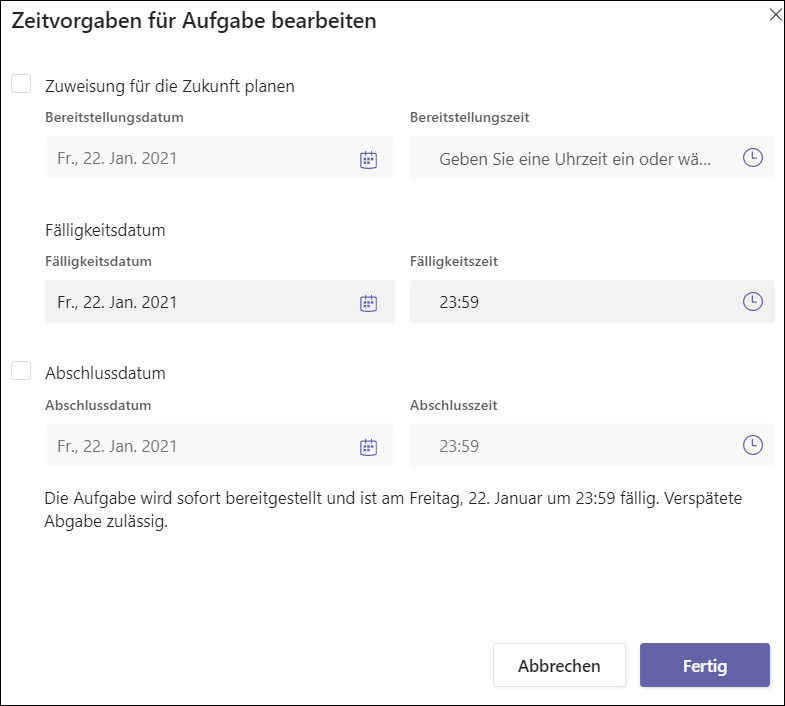 Zeitvorgaben für Aufgabe bearbeiten
Zuweisung für die Zukunft planen
Bereitstellungsdatum
Bereitstellungszeit
Fr., 22. Jan. 2021
Geben Sie eine Uhrzeit ein oder wä...
Fälligkeitsdatum
Fälligkeitsdatum
Fälligkeitszeit
Fr., 22. Jan. 2021
23:59
Abschlussdatum
Abschlussdatum
Abschlusszeit
Fr., 22. Jan. 2021
23:59
Die Aufgabe wird sofort bereitgestellt und ist am Freitag, 22. Januar um 23:59 fällig. Verspätete
Abgabe zulässig.
Abbrechen
Fertig